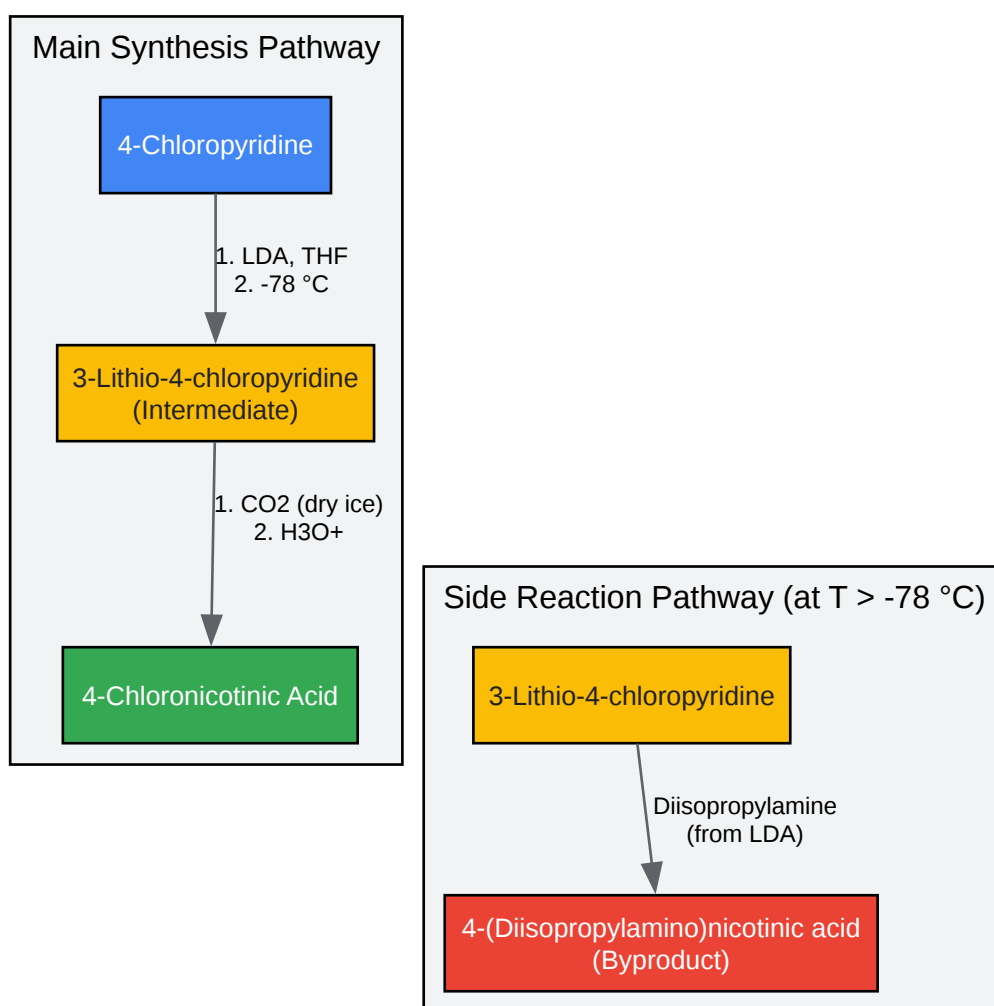 Main Synthesis Pathway
4-Chloropyridine
1. LDA, THF
2. -78 °C
3-Lithio-4-chloropyridine
(Intermediate)
1. CO2 (dry ice)
2. H3O+
4-Chloronicotinic Acid
Side Reaction Pathway (at T > -78 °C)
3-Lithio-4-chloropyridine
Diisopropylamine
(from LDA)
4-(Diisopropylamino)nicotinic acid
(Byproduct)